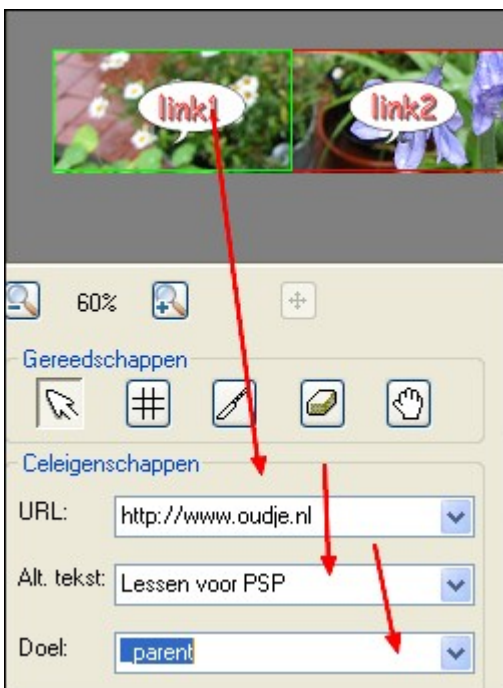 link1 link2
60%
Gereedschappen
Celeigenschappen
URL: http://www.oudje.nl
Alt. tekst: Lessen voor PSP
Doel: _parent